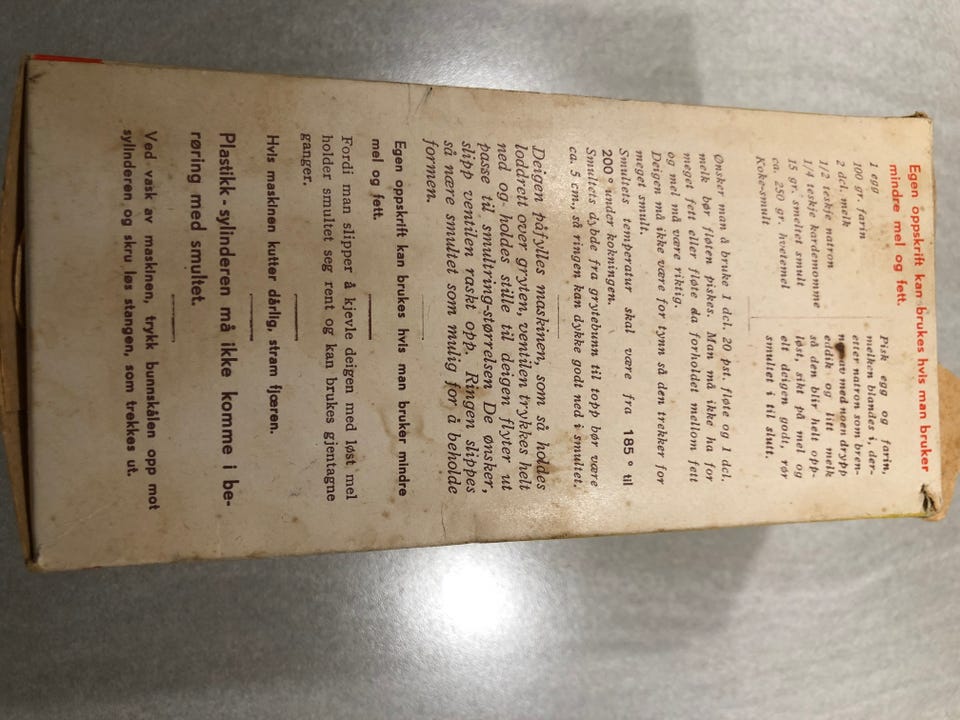 Egen oppskrift kan brukes hvis man bruker
mindre mel og fett.
1 egg
100 gr. farin
2 dcl. melk
1/2 teskje natron
1/4 teskje kardemomme
15 gr. smeltet smult
ca. 250 gr. hvetemel
Koke-smult
Pisk egg og farin,
melken blandes i, der-
etter natron som bren-
av med noen drypp
eddik og litt melk
så den blir helt opp-
løst, sikt på mel og
elt deigen godt, rør
smultet i til slutt.
Ønsker man å bruke 1 dcl. 20 pst. fløte og 1 dcl.
melk bør fløten piskes. Man må ikke ha for
meget fett eller fløte da forholdet mellom fett
og mel må være riktig.
Deigen må ikke være for tynn så den trekker for
meget smult.
Smultets temperatur skal være fra 185° til
200° under kokningen.
Smultets dybde fra grytebunn til topp bør være
ca. 5 cm., så ringen kan dykke godt ned i smultet.
Deigen påfylles maskinen, som så holdes
loddrett over gryten, ventilen trykkes helt
ned og holdes stille til deigen flyter ut
passe til smultring-størrelsen De ønsker,
slipp ventilen raskt opp. Ringen slippes
så nære smultet som mulig for å beholde
formen.
Egen oppskrift kan brukes hvis man bruker mindre
mel og fett.
Fordi man slipper å kjevle deigen med løst mel
holder smultet seg rent og kan brukes gjentagne
ganger.
Hvis maskinen kutter dårlig, stram fjæren.
Plastikk-sylinderen må ikke komme i be-
røring med smultet.
Ved vask av maskinen, trykk bunnskålen opp mot
sylinderen og skru løs stangen, som trekkes ut.